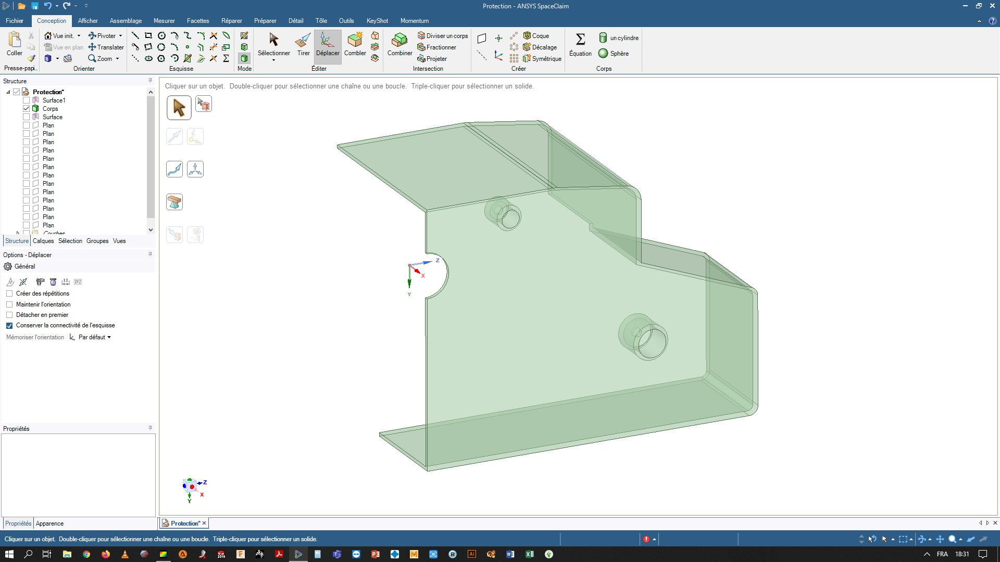 Protection - ANSYS SpaceClaim
Fichier Conception Afficher Assemblage Mesurer Facettes Réparer Préparer Détail Tôle Outils KeyShot Momentum
Coller
Presse-papi...
Vue init. Pivoter
Vue en plan Translater
Zoom
Orienter
Esquisse
Mode
Sélectionner Tirer Déplacer Combler
Éditer
Combiner
Diviser un corps
Fractionner
Projeter
Intersection
Coque
Décalage
Symétrique
Créer
Équation
un cylindre
Sphère
Corps
Structure
Protection*
Surface1
Corps
Surface
Plan
Plan
Plan
Plan
Plan
Plan
Plan
Plan
Plan
Plan
Plan
Plan
Plan
Courbes
Structure Calques Sélection Groupes Vues
Options - Déplacer
Général
Créer des répétitions
Maintenir l'orientation
Détacher en premier
Conserver la connectivité de l'esquisse
Mémoriser l'orientation Par défaut
Propriétés
Propriétés Apparence
Cliquer sur un objet. Double-cliquer pour sélectionner une chaîne ou une boucle. Triple-cliquer pour sélectionner un solide.
Z
X
Y
Z
X
Y
Protection*
Cliquer sur un objet. Double-cliquer pour sélectionner une chaîne ou une boucle. Triple-cliquer pour sélectionner un solide.
FRA 18:31